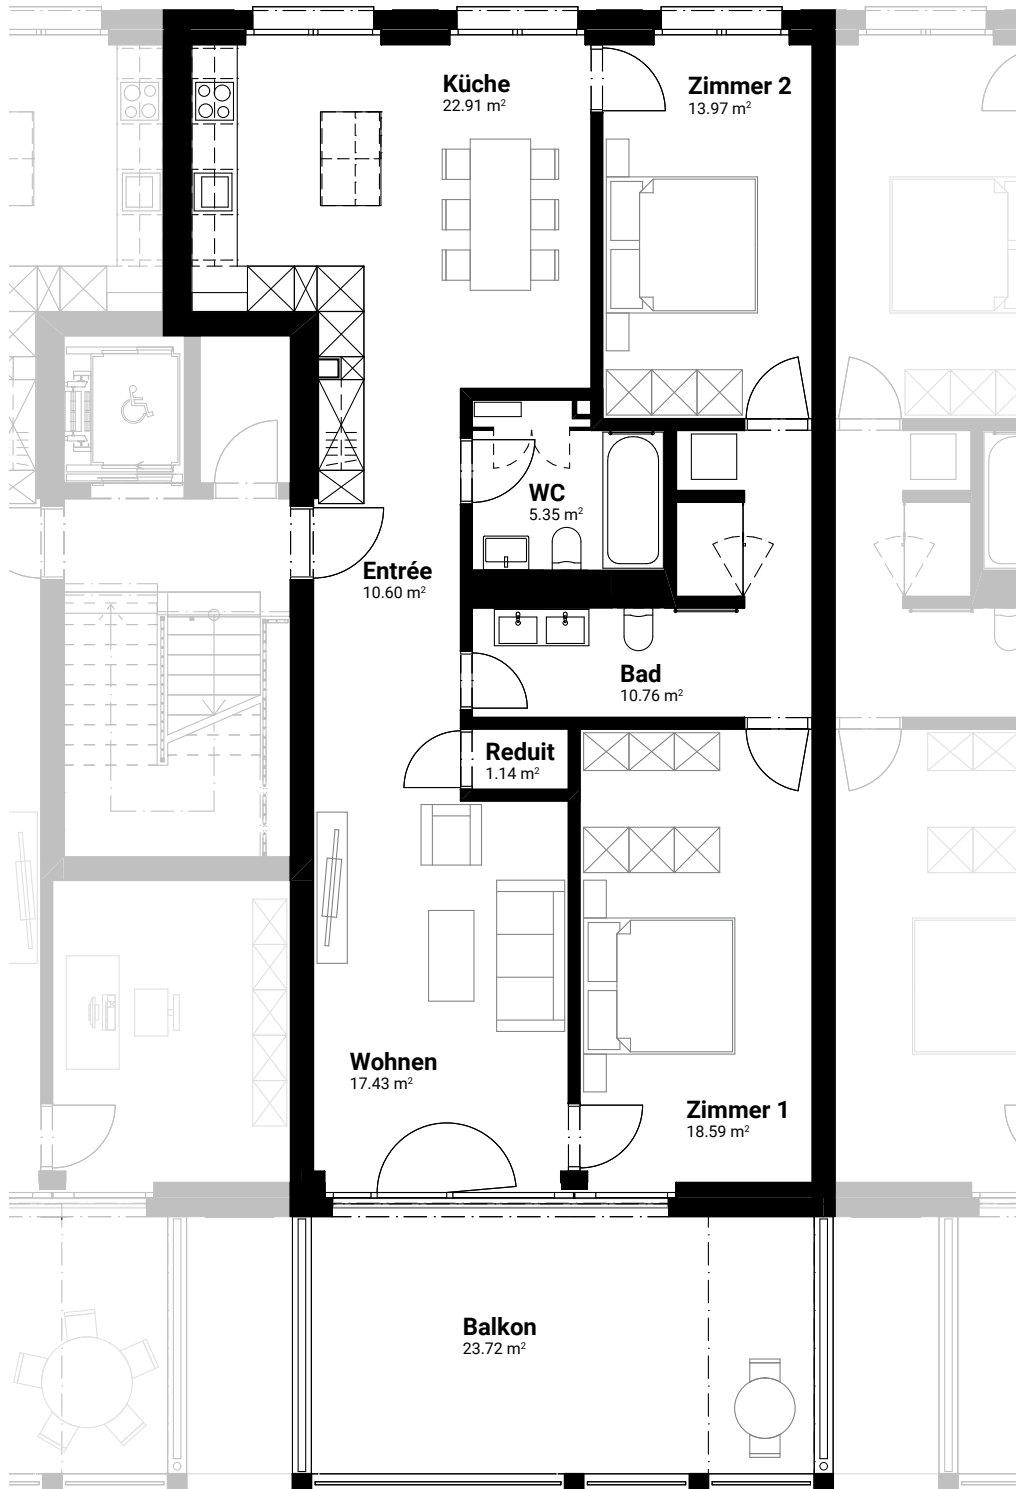 Küche
22.91 m²
Zimmer 2
13.97 m²
WC
5.35 m²
Entrée
10.60 m²
Bad
10.76 m²
Reduit
1.14 m²
Wohnen
17.43 m²
Zimmer 1
18.59 m²
Balkon
23.72 m²